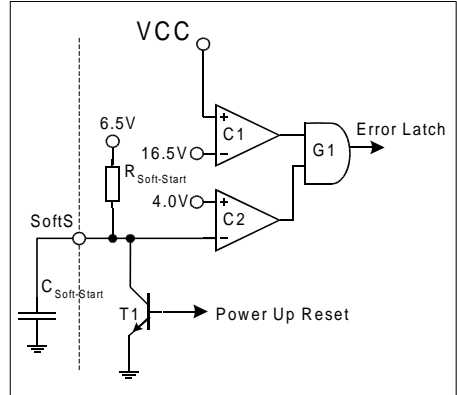 VCC
6.5V
C1
Error Latch
G1
16.5V
R Soft-Start
4.0V
C2
SoftS
C Soft-Start
T1
Power Up Reset